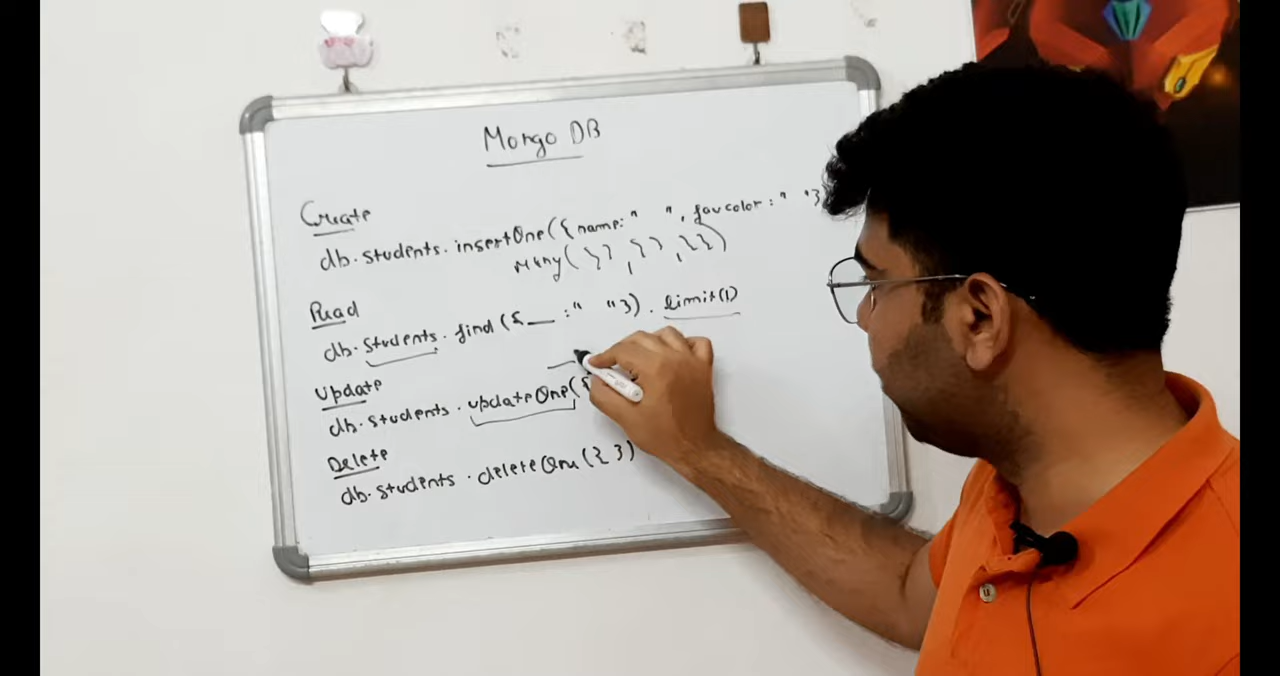 Mongo DB
Create
db.students.insertOne({name:" ", favcolor:" "}
Many({},{},{})
Read
db.students.find({__:" "}).limit(1)
Update
db.students.updateOne({
Delete
db.students.deleteOne({})